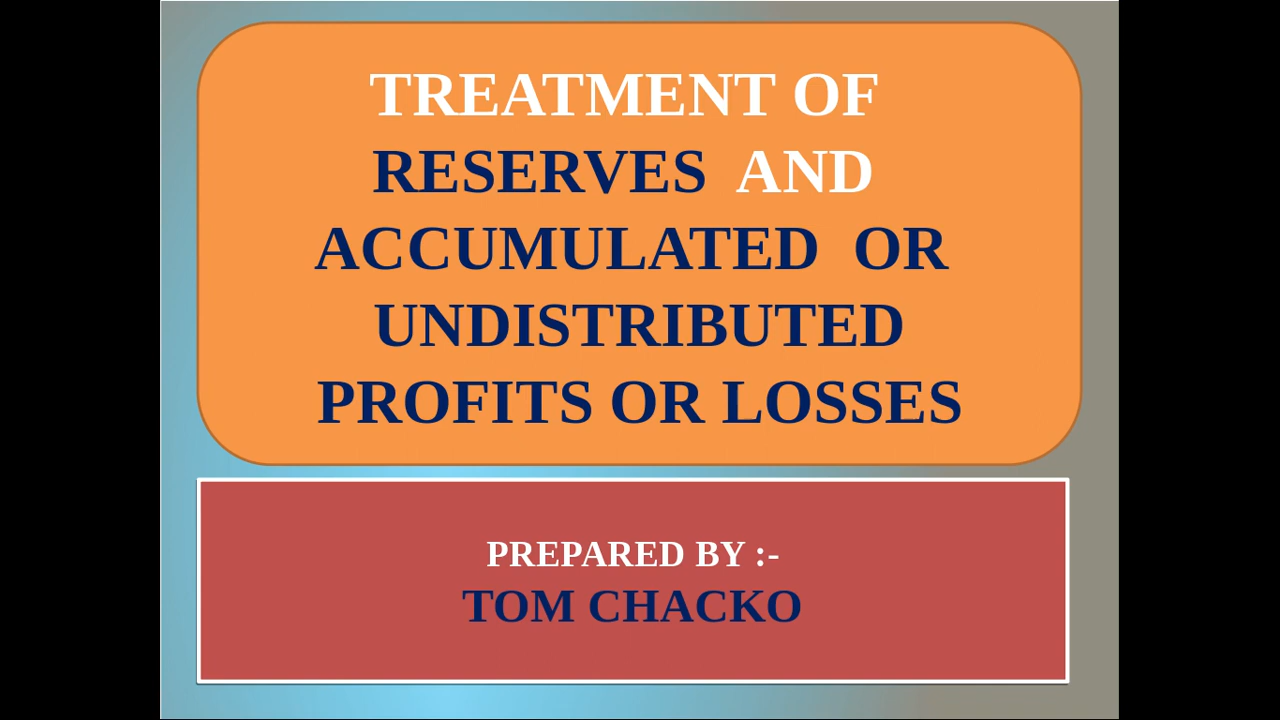 TREATMENT OF
RESERVES AND
ACCUMULATED OR
UNDISTRIBUTED
PROFITS OR LOSSES
PREPARED BY :-
TOM CHACKO